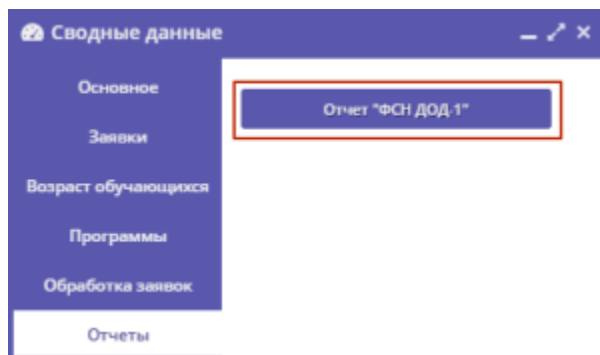 Сводные данные
Основное
Отчет "ФСН ДОД-1"
Заявки
Возраст обучающихся
Программы
Обработка заявок
Отчеты